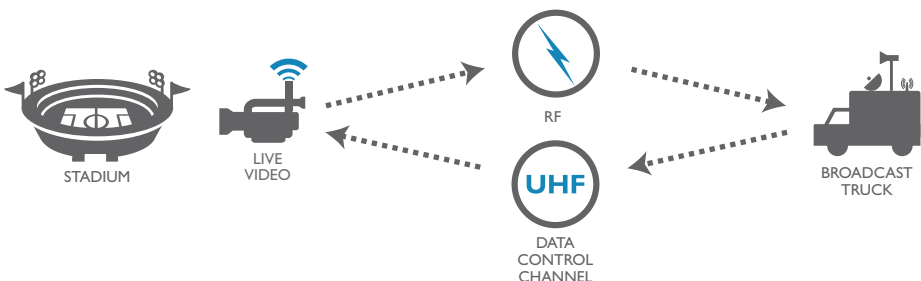 STADIUM
LIVE
VIDEO
RF
UHF
DATA
CONTROL
CHANNEL
BROADCAST
TRUCK